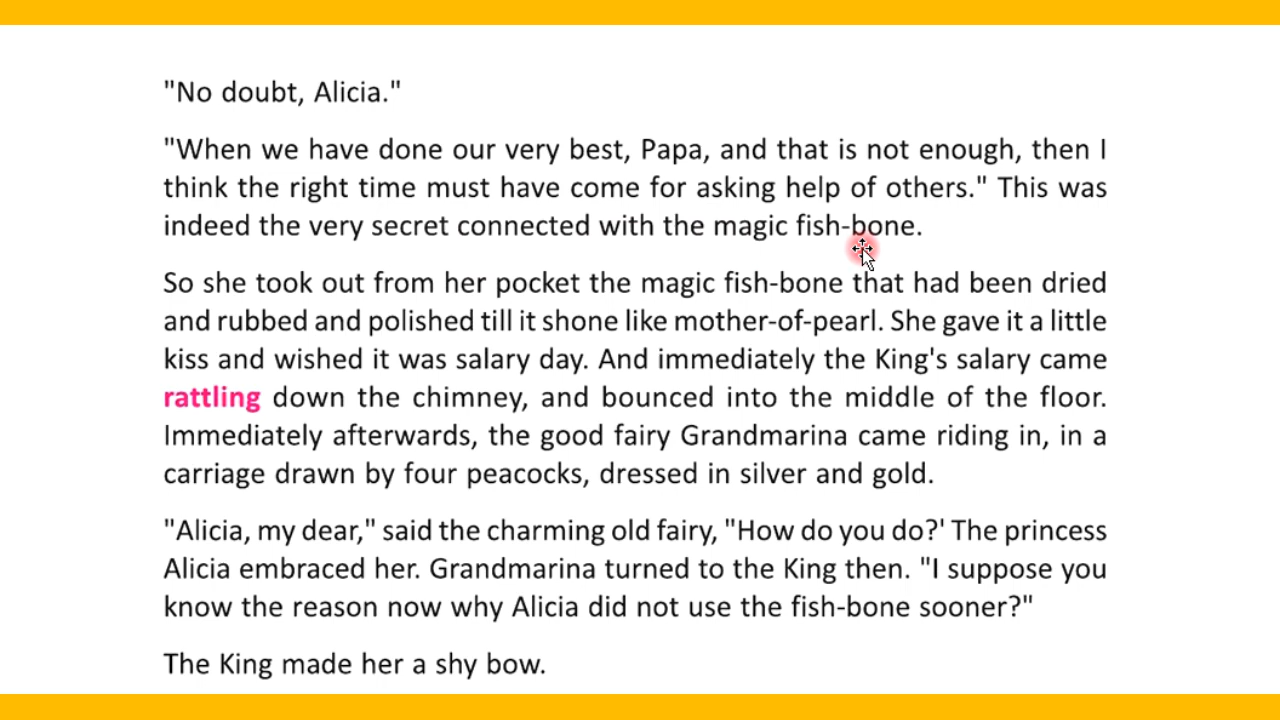 "No doubt, Alicia."
"When we have done our very best, Papa, and that is not enough, then I
think the right time must have come for asking help of others." This was
indeed the very secret connected with the magic fish-bone.
So she took out from her pocket the magic fish-bone that had been dried
and rubbed and polished till it shone like mother-of-pearl. She gave it a little
kiss and wished it was salary day. And immediately the King's salary came
rattling down the chimney, and bounced into the middle of the floor.
Immediately afterwards, the good fairy Grandmarina came riding in, in a
carriage drawn by four peacocks, dressed in silver and gold.
"Alicia, my dear," said the charming old fairy, "How do you do?' The princess
Alicia embraced her. Grandmarina turned to the King then. "I suppose you
know the reason now why Alicia did not use the fish-bone sooner?"
The King made her a shy bow.